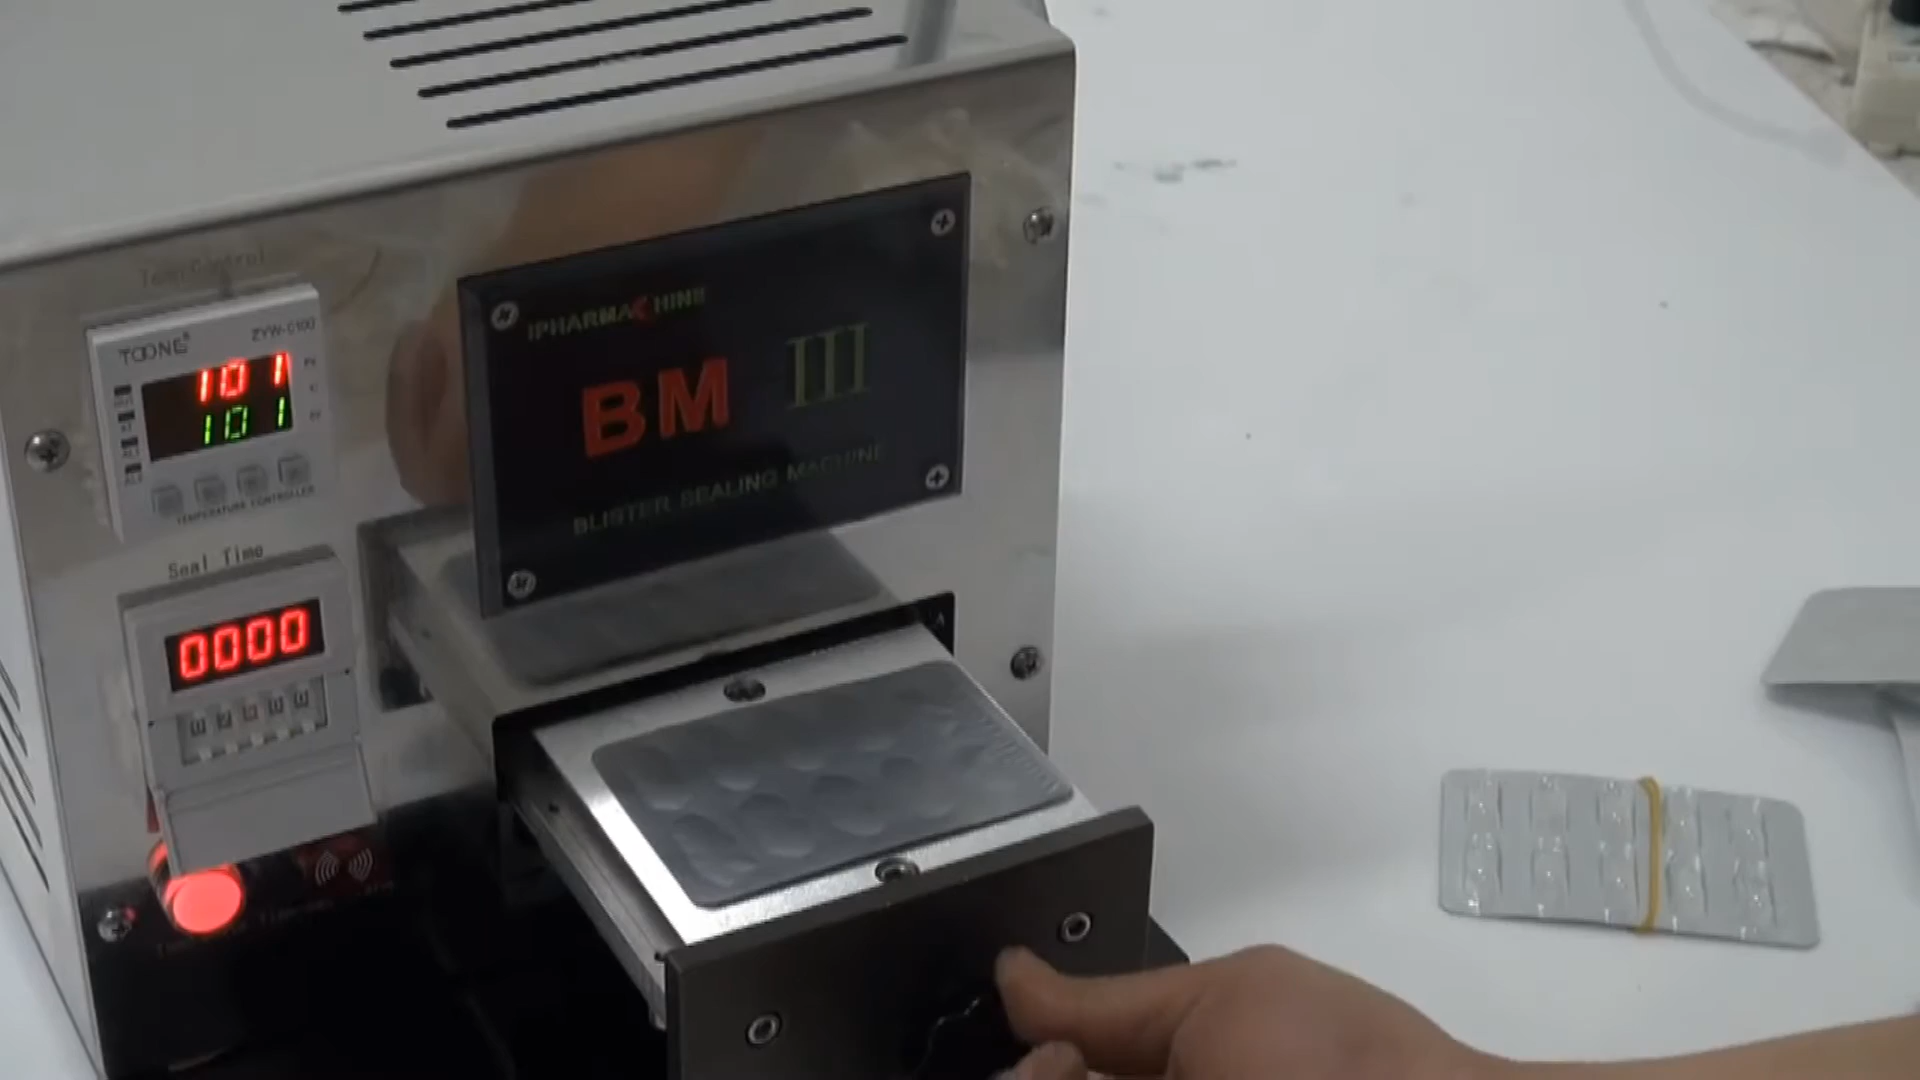 Temp Control
TOONE
ZYW-C100
101
101
TEMPERATURE CONTROLLER
IPHARMACHINE
BM III
BLISTER SEALING MACHINE
Seal Time
0000